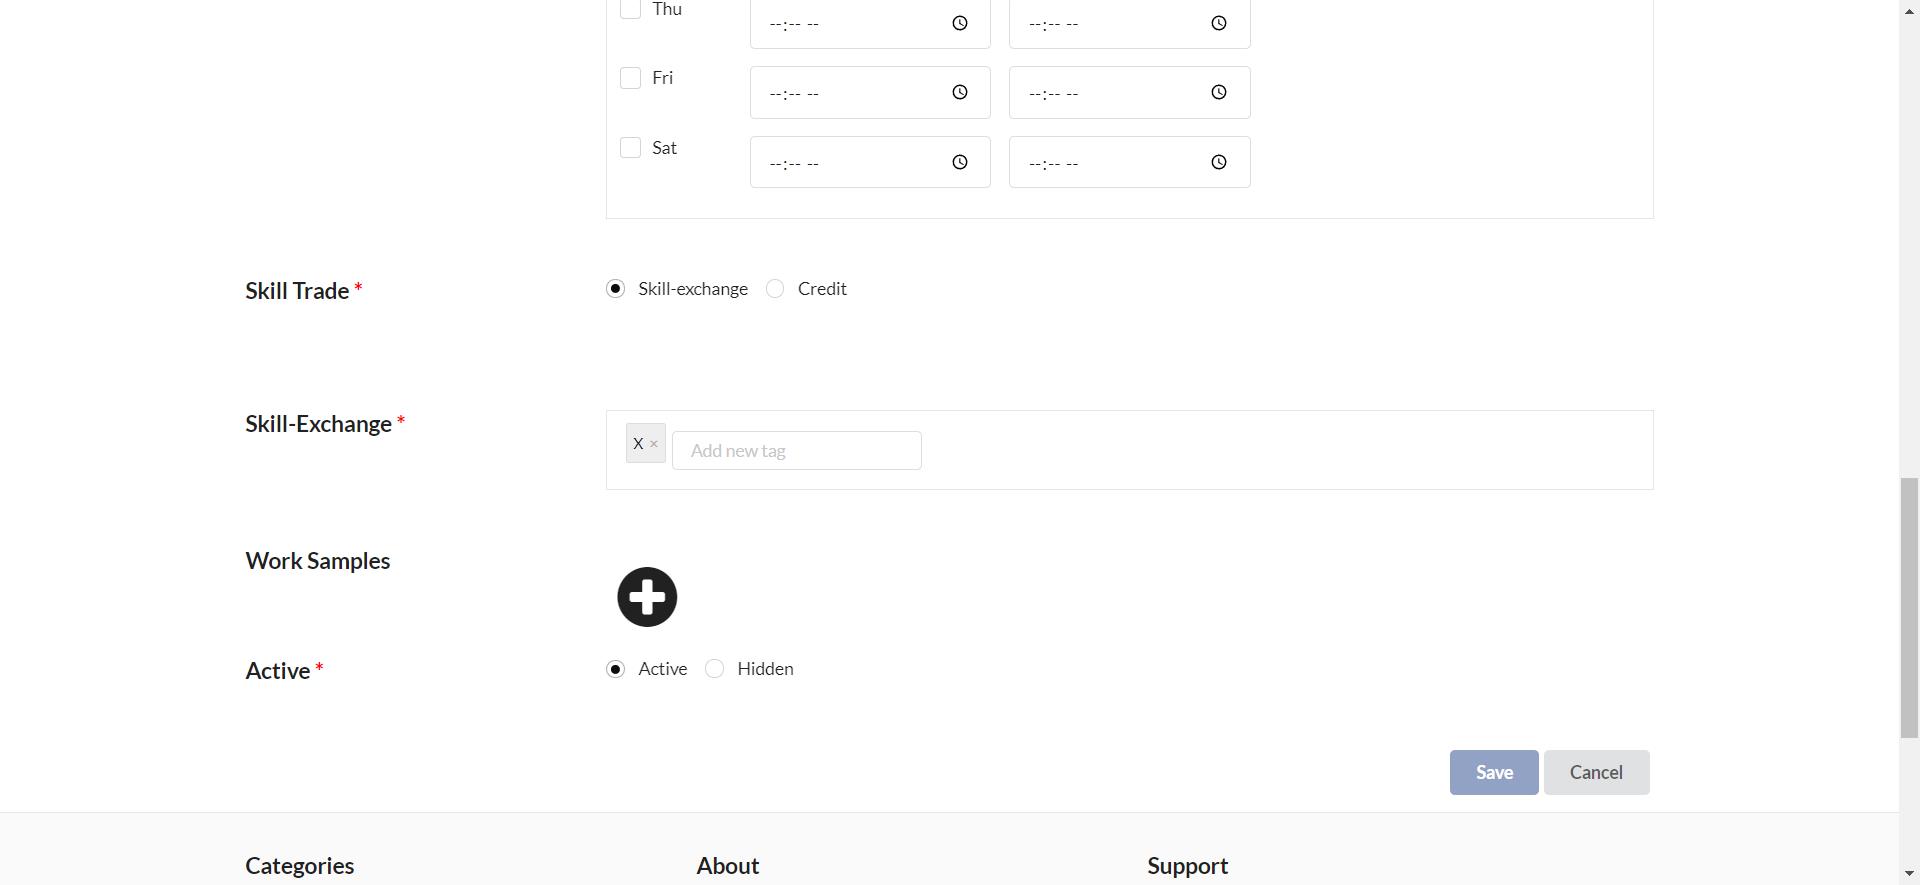 Thu --:-- -- --:-- --
Fri --:-- -- --:-- --
Sat --:-- -- --:-- --
Skill Trade * Skill-exchange Credit
Skill-Exchange * X × Add new tag
Work Samples
Active * Active Hidden
Save Cancel
Categories About Support